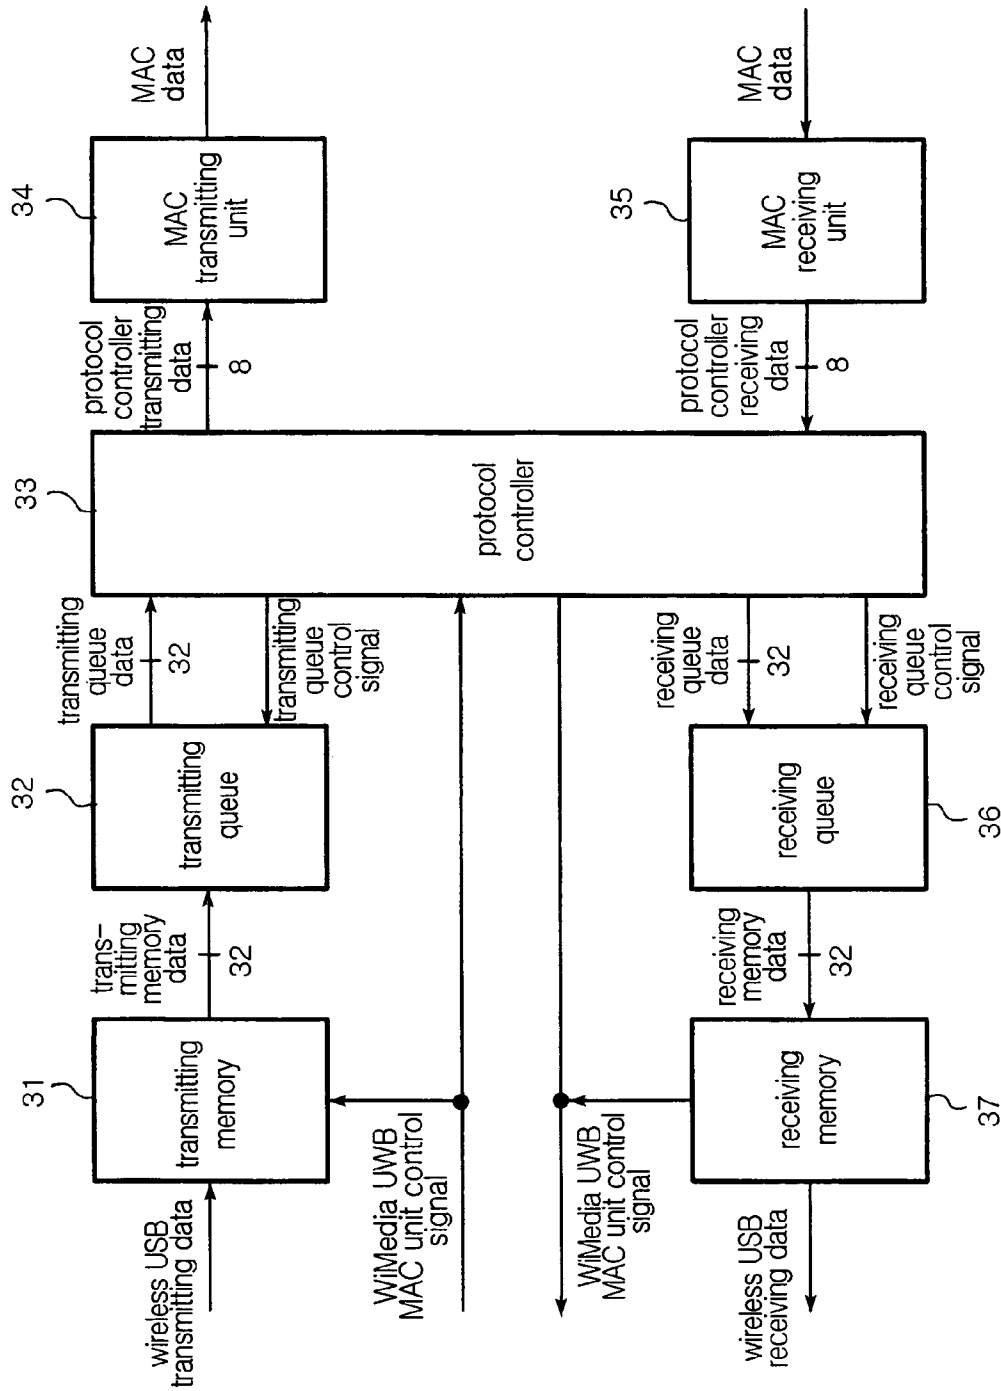 34
MAC
transmitting
unit
MAC
data
protocol
controller
transmitting
data
8
35
MAC
receiving
unit
MAC
data
protocol
controller
receiving
data
8
33
protocol
controller
transmitting
queue
data
32
transmitting
queue
control
signal
receiving
queue
data
32
receiving
queue
control
signal
32
transmitting
queue
36
receiving
queue
trans-
mitting
memory
data
32
receiving
memory
data
32
31
transmitting
memory
37
receiving
memory
wireless USB
transmitting data
WiMedia UWB
MAC unit control
signal
WiMedia UWB
MAC unit control
signal
wireless USB
receiving data